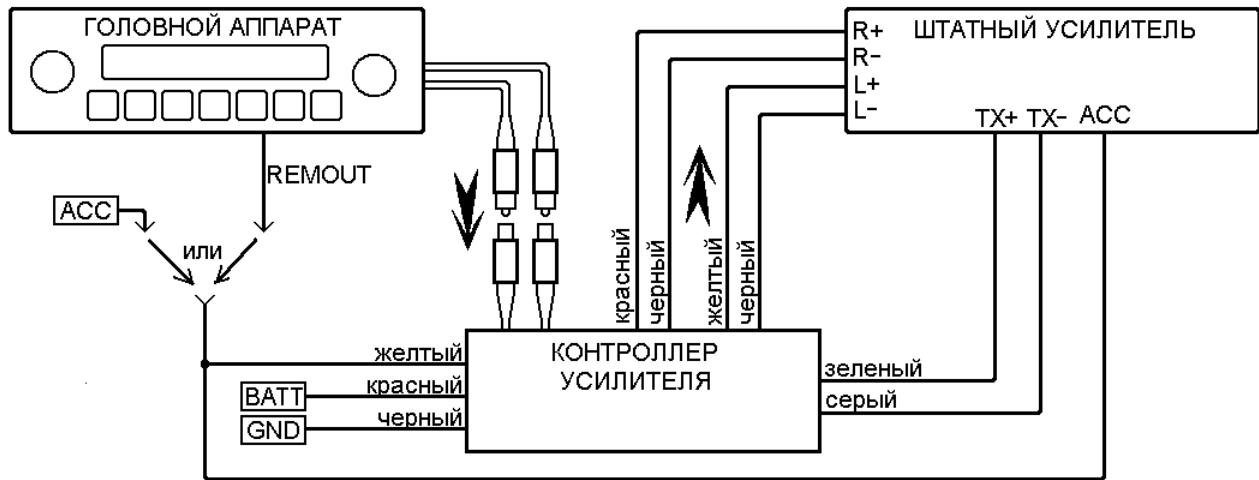 ГОЛОВНОЙ АППАРАТ
ШТАТНЫЙ УСИЛИТЕЛЬ
R+
R−
L+
L−
TX+ TX− ACC
REMOUT
ACC
или
красный
черный
желтый
черный
КОНТРОЛЛЕР
УСИЛИТЕЛЯ
желтый
BATT
красный
GND
черный
зеленый
серый